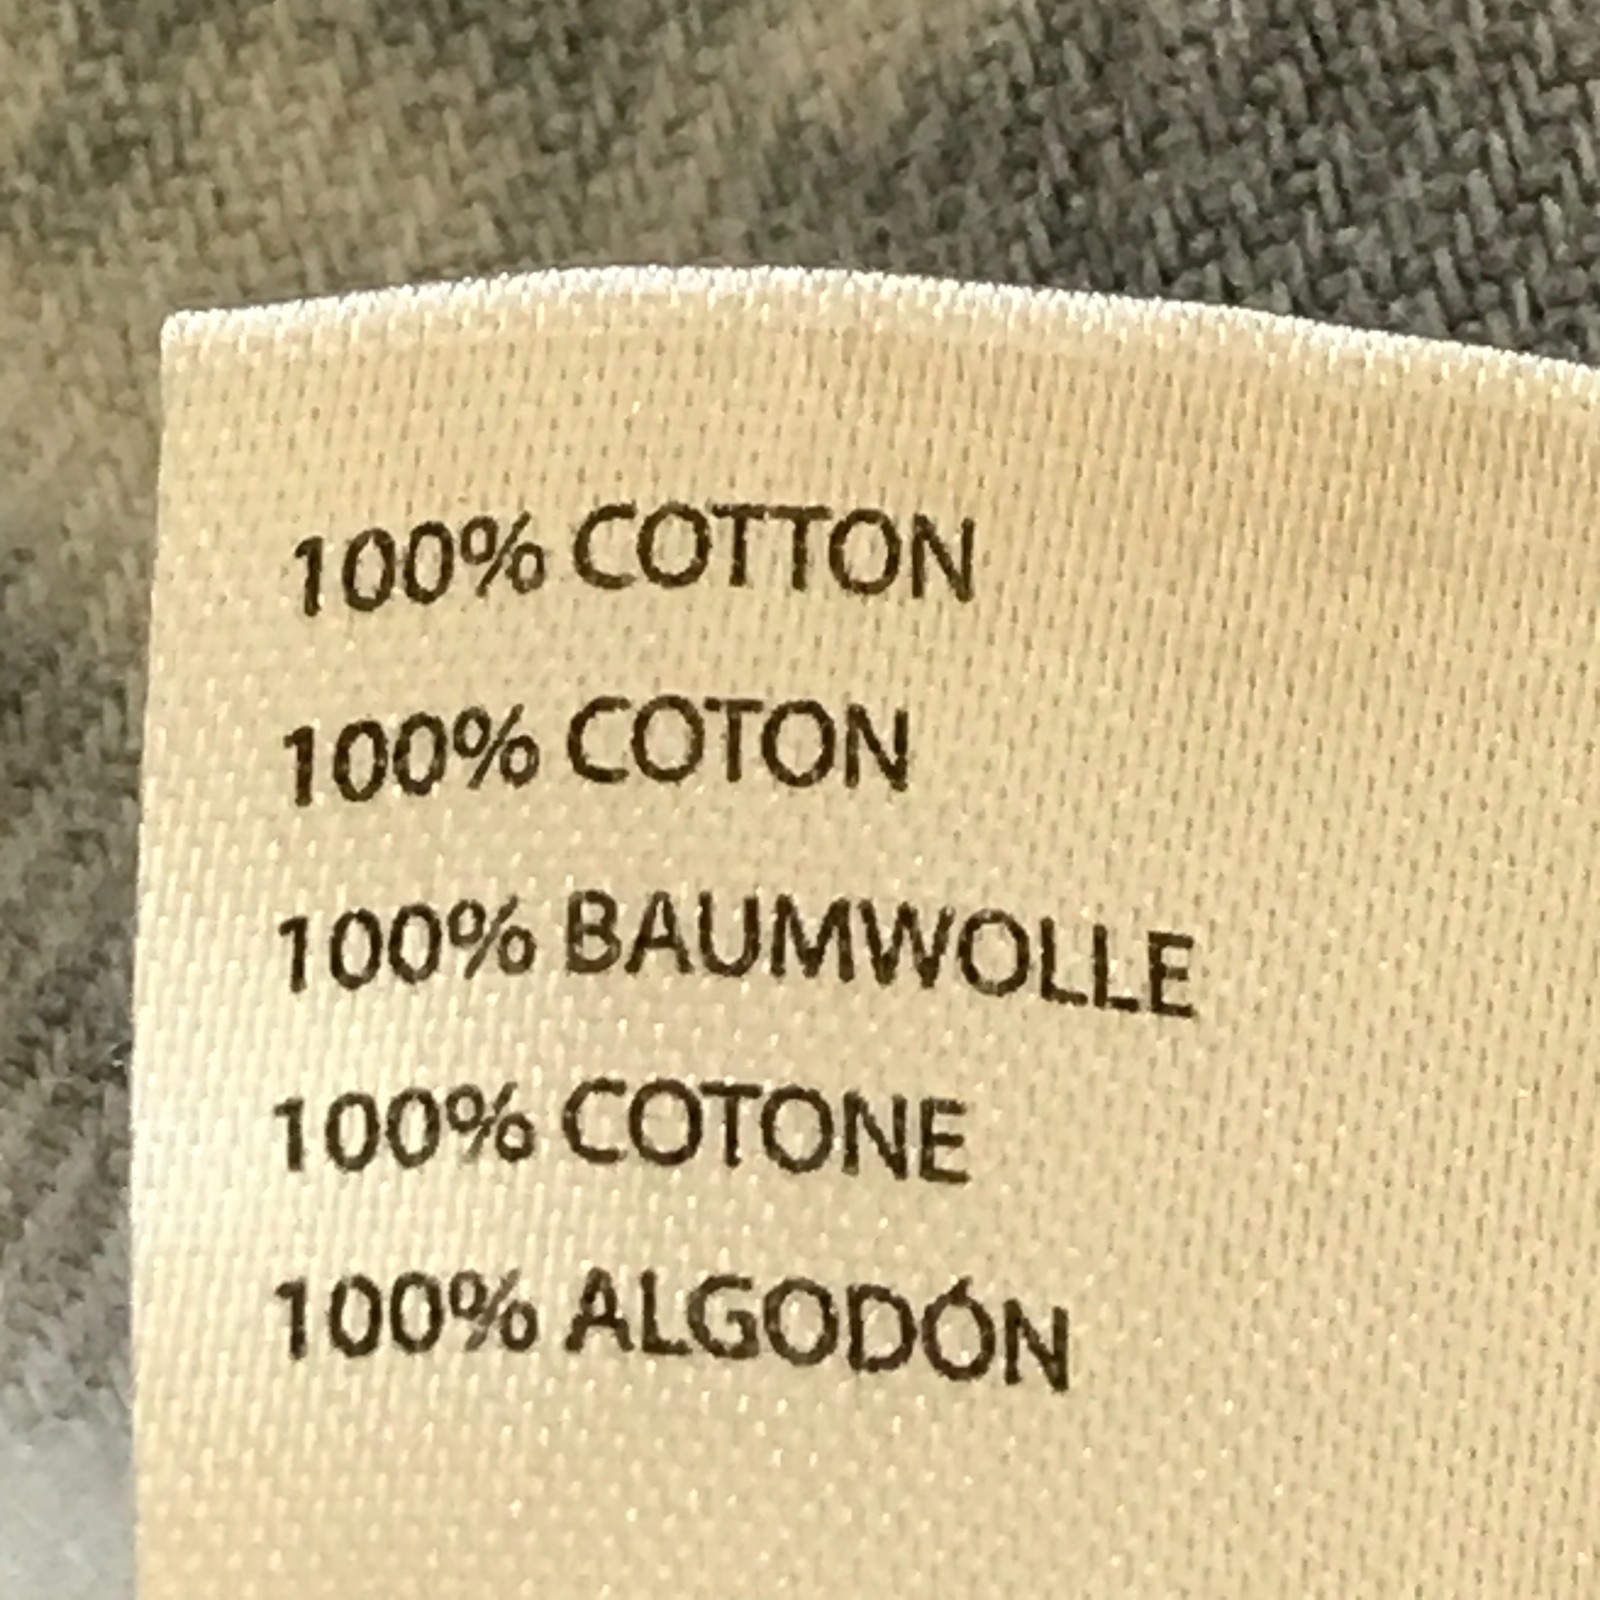 100% COTTON
100% COTON
100% BAUMWOLLE
100% COTONE
100% ALGODÓN